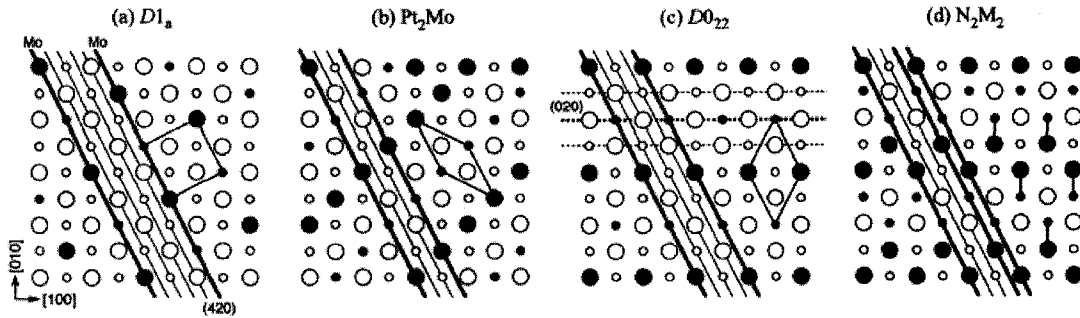 (a) D1ₐ
(b) Pt₂Mo
(c) D0₂₂
(d) N₂M₂
Mo Mo
(020)
[010]
[100]
(420)